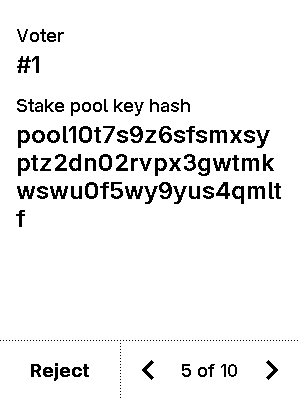 Voter
#1
Stake pool key hash
pool10t7s9z6sfsmxsy
ptz2dn02rvpx3gwtmk
wswu0f5wy9yus4qmlt
f
Reject
5 of 10